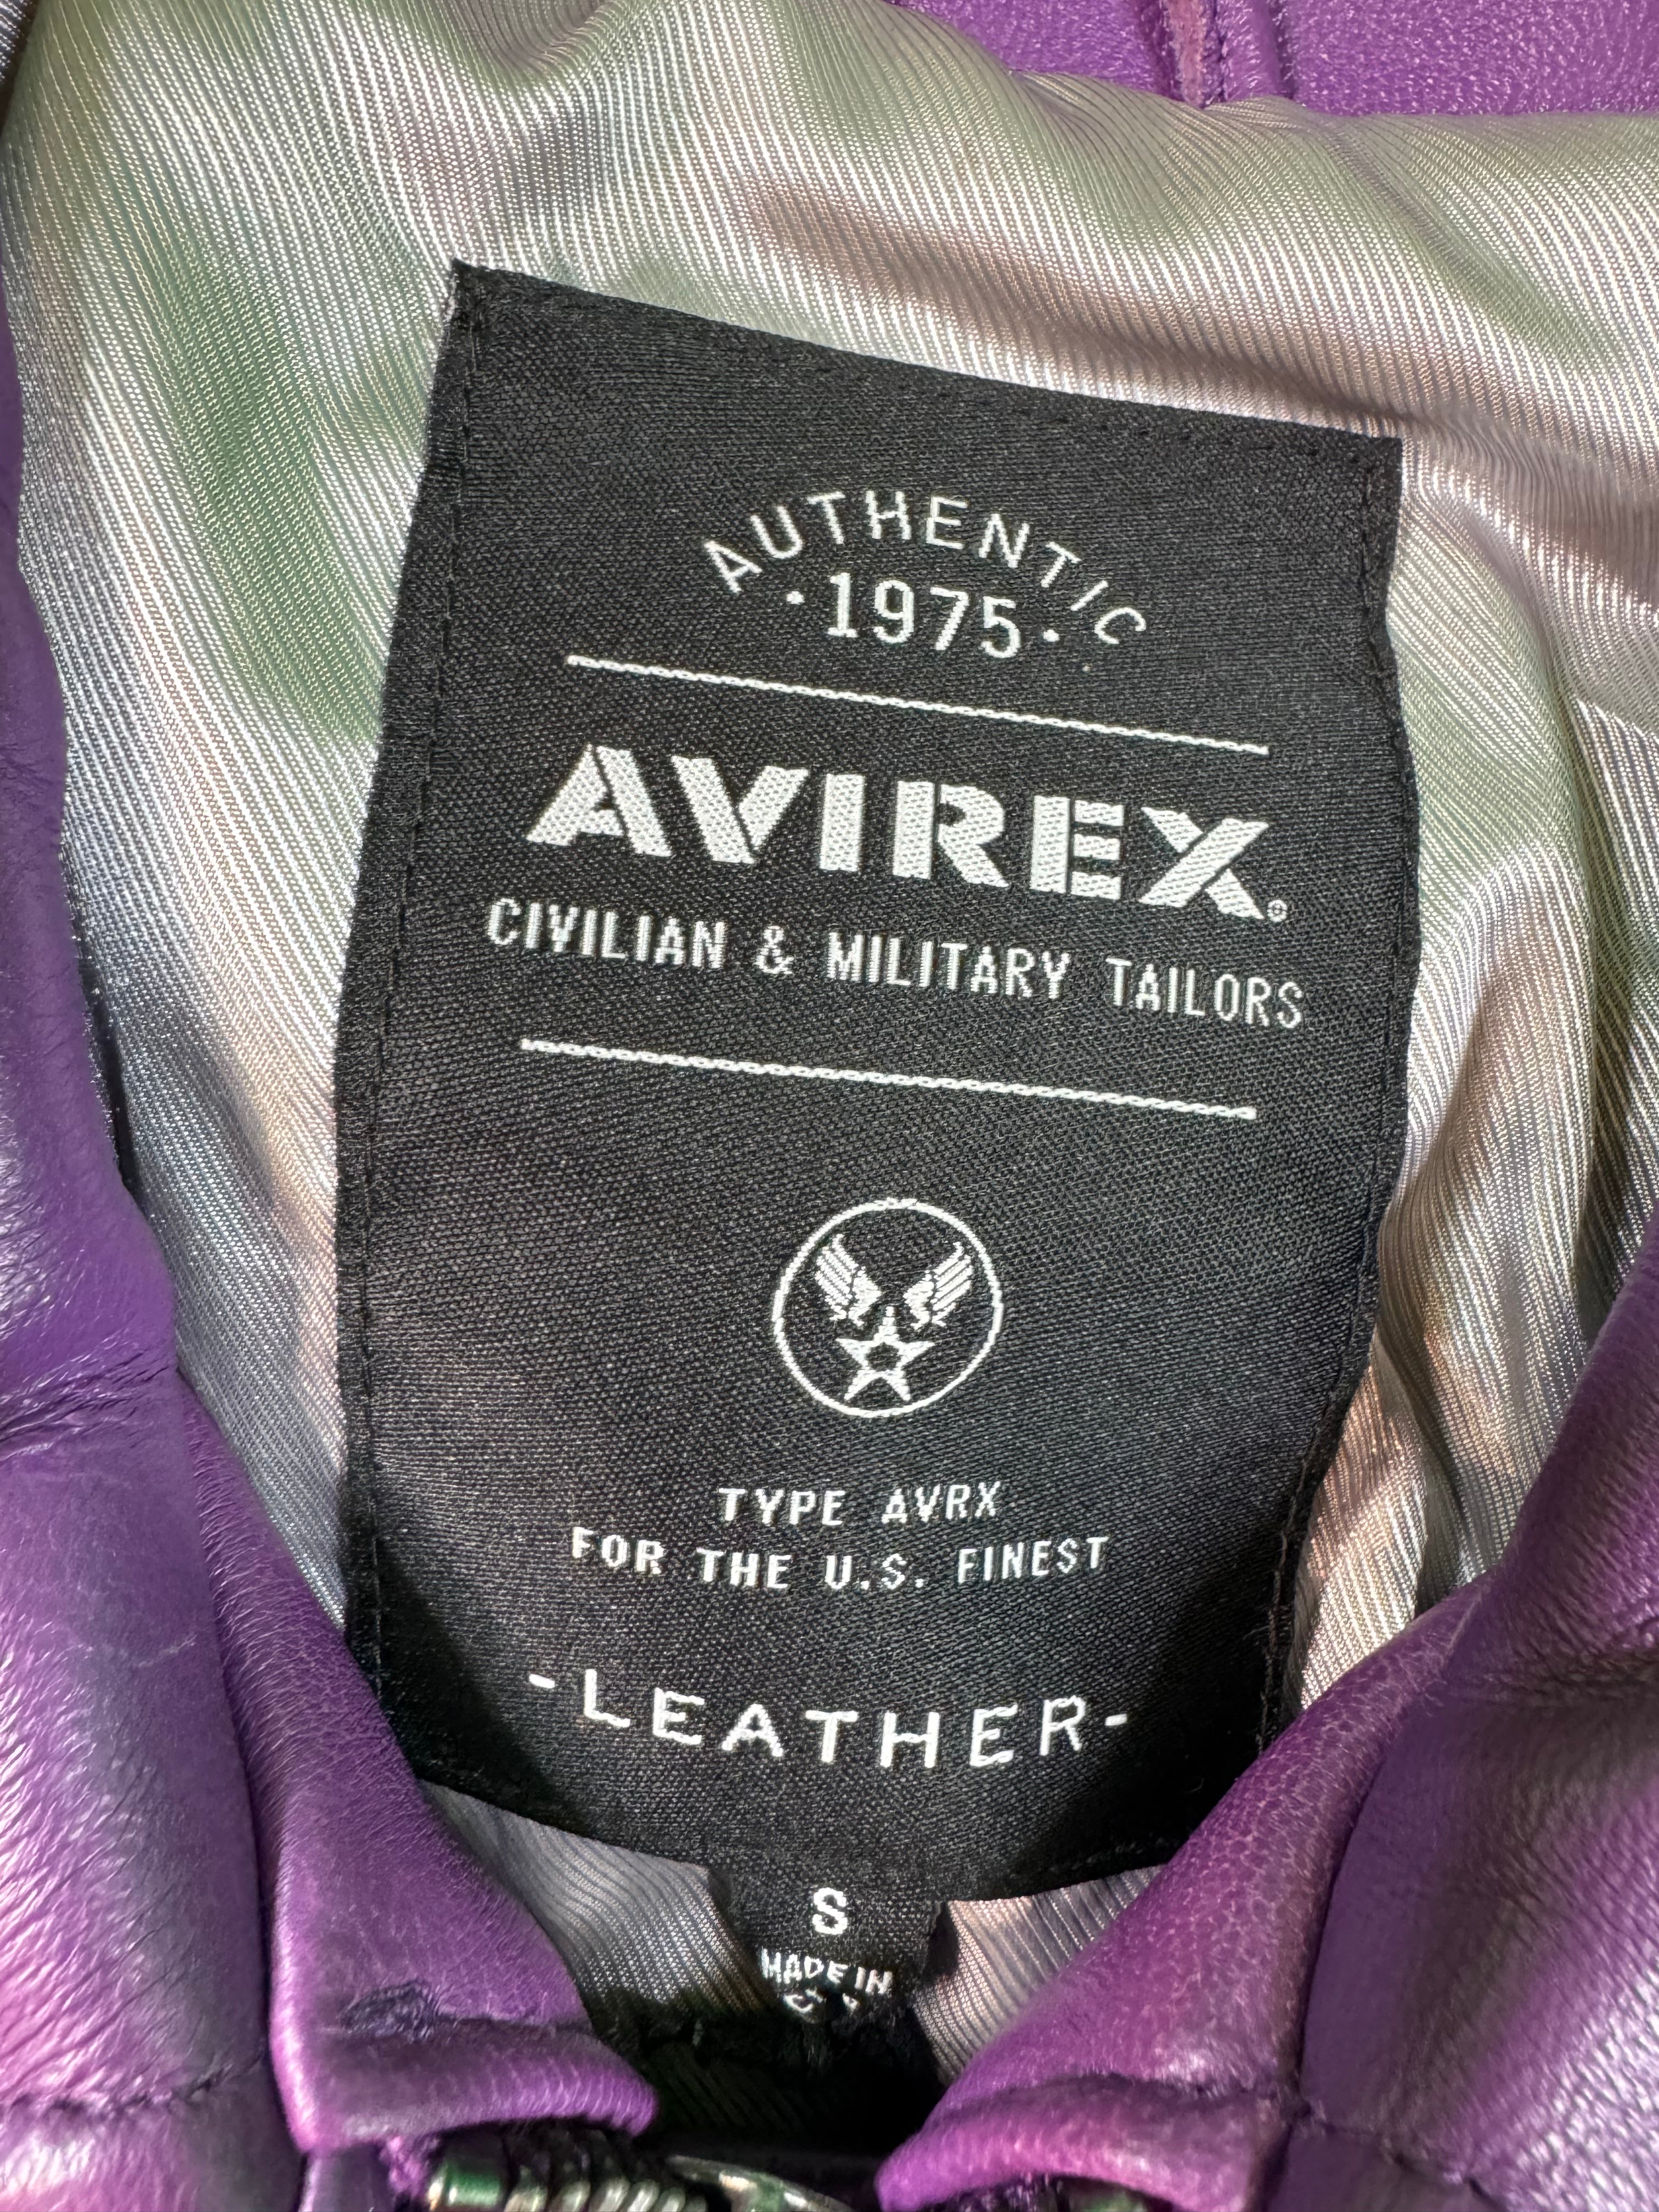 AUTHENTIC
·1975·
AVIREX®
CIVILIAN & MILITARY TAILORS
TYPE AVRX
FOR THE U.S. FINEST
-LEATHER-
S
MADE IN